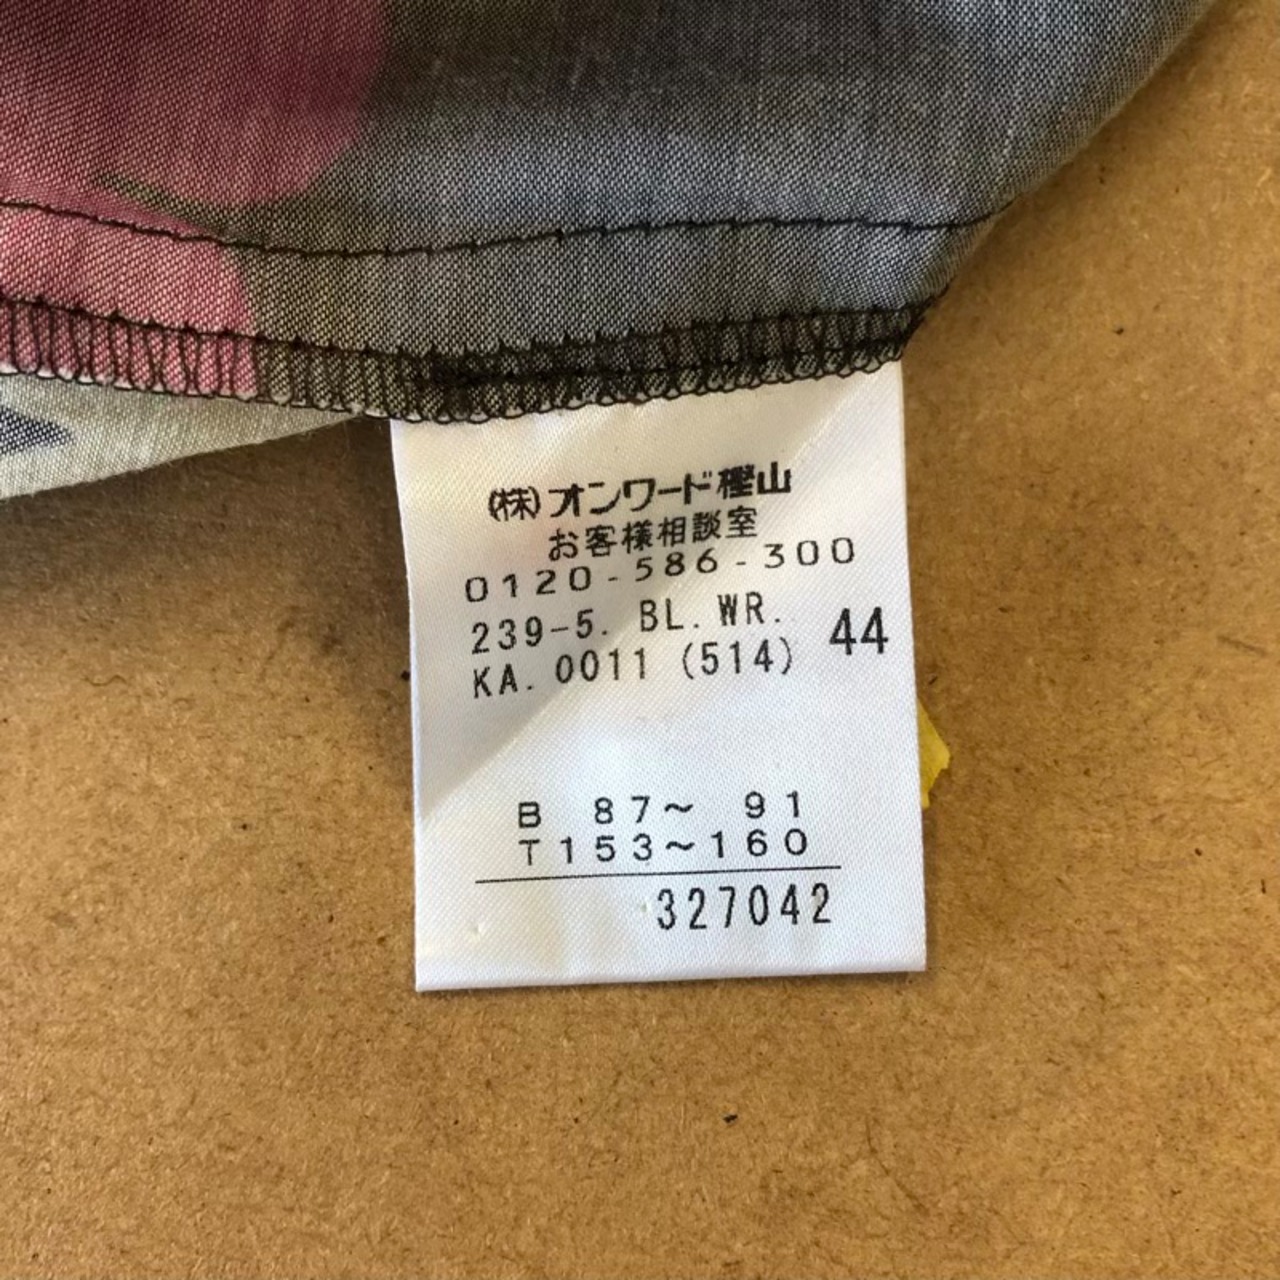 (株)オンワード樫山
お客様相談室
0120-586-300
239-5. BL. WR. 44
KA. 0011 (514)
B 87～ 91
T153～160
327042